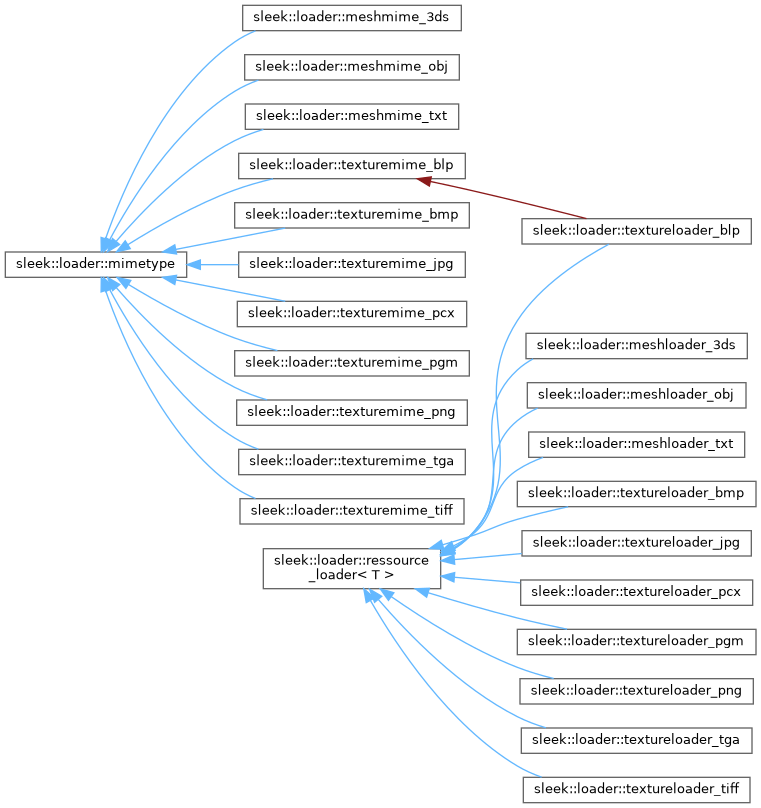 sleek::loader::meshmime_3ds
sleek::loader::meshmime_obj
sleek::loader::meshmime_txt
sleek::loader::texturemime_blp
sleek::loader::texturemime_bmp
sleek::loader::textureloader_blp
sleek::loader::mimetype
sleek::loader::texturemime_jpg
sleek::loader::texturemime_pcx
sleek::loader::meshloader_3ds
sleek::loader::texturemime_pgm
sleek::loader::meshloader_obj
sleek::loader::texturemime_png
sleek::loader::meshloader_txt
sleek::loader::texturemime_tga
sleek::loader::textureloader_bmp
sleek::loader::texturemime_tiff
sleek::loader::textureloader_jpg
sleek::loader::ressource
_loader< T >
sleek::loader::textureloader_pcx
sleek::loader::textureloader_pgm
sleek::loader::textureloader_png
sleek::loader::textureloader_tga
sleek::loader::textureloader_tiff